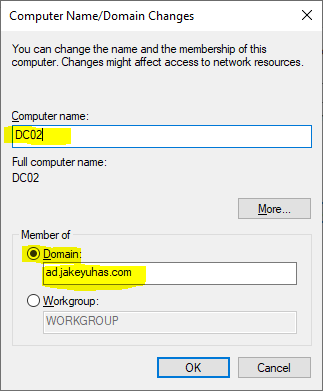 Computer Name/Domain Changes
You can change the name and the membership of this
computer. Changes might affect access to network resources.
Computer name:
DC02
Full computer name:
DC02
More...
Member of
Domain:
ad.jakeyuhas.com
Workgroup:
WORKGROUP
OK
Cancel